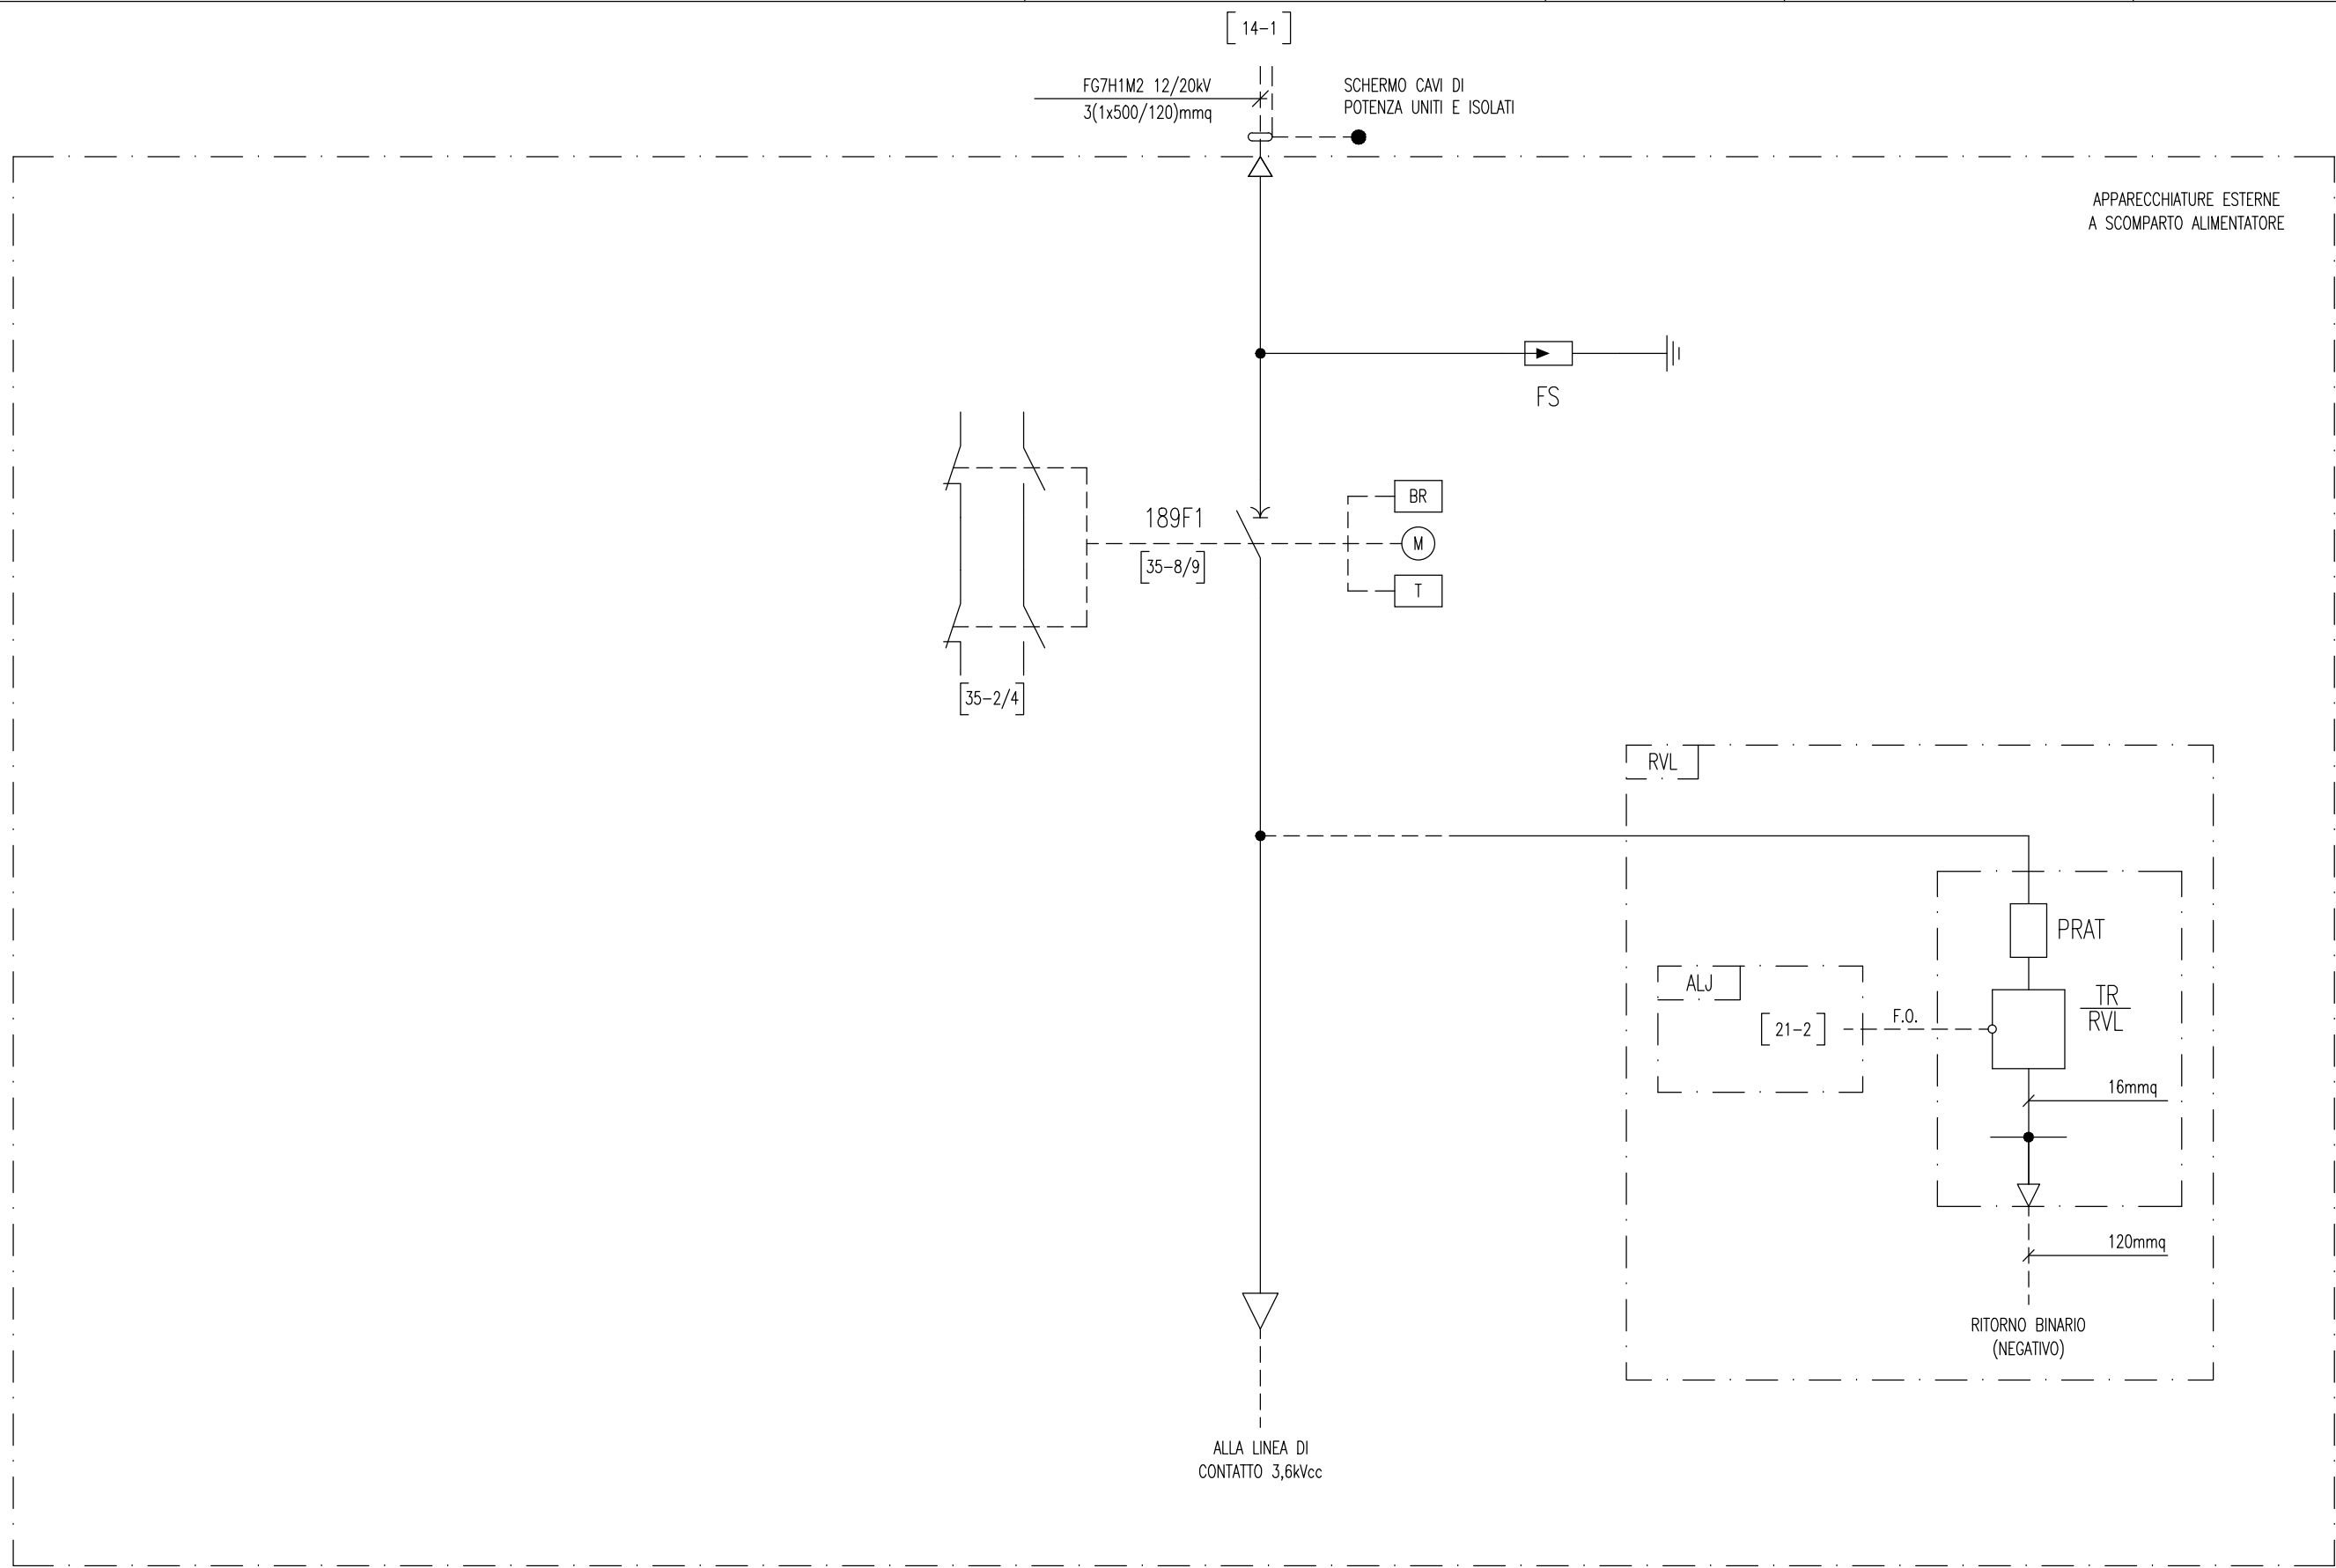 14-1
FG7H1M2 12/20kV
3(1x500/120)mmq
SCHERMO CAVI DI
POTENZA UNITI E ISOLATI
APPARECCHIATURE ESTERNE
A SCOMPARTO ALIMENTATORE
FS
BR
189F1
M
35-8/9
T
35-2/4
RVL
PRAT
ALJ
TR
RVL
F.O.
21-2
16mmq
120mmq
RITORNO BINARIO
(NEGATIVO)
ALLA LINEA DI
CONTATTO 3,6kVcc